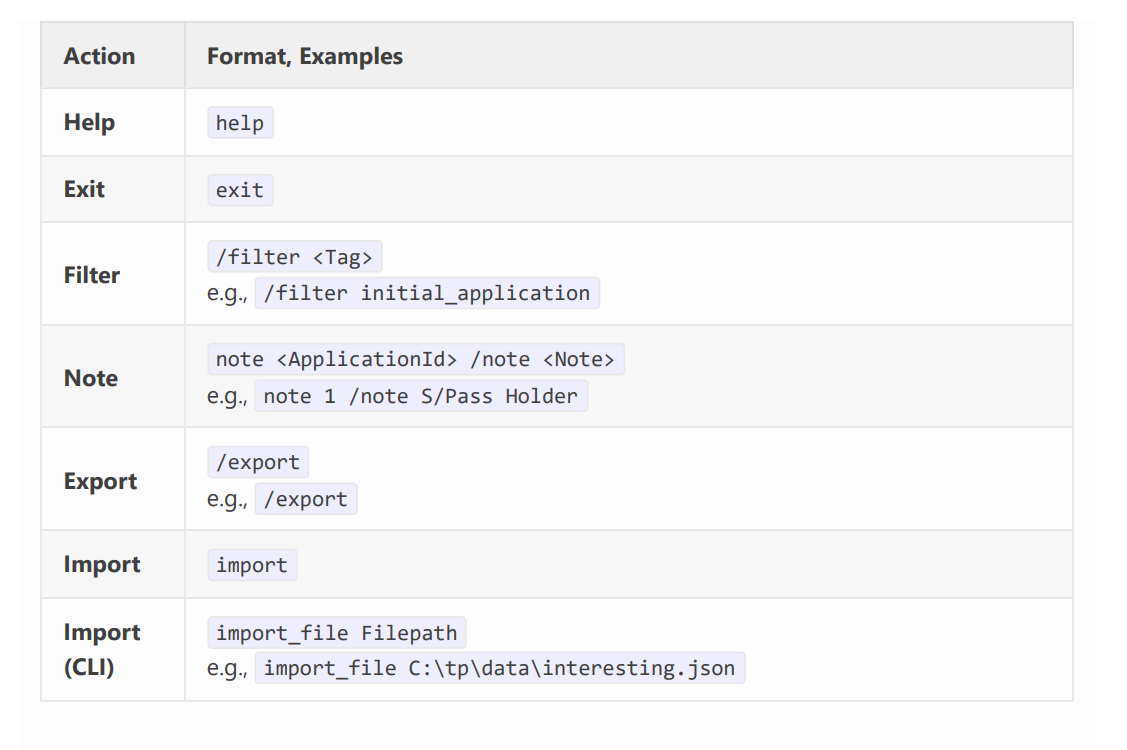 Action Format, Examples
Help help
Exit exit
Filter /filter <Tag>
e.g., /filter initial_application
Note note <ApplicationId> /note <Note>
e.g., note 1 /note S/Pass Holder
Export /export
e.g., /export
Import import
Import import_file Filepath
(CLI) e.g., import_file C:\tp\data\interesting.json